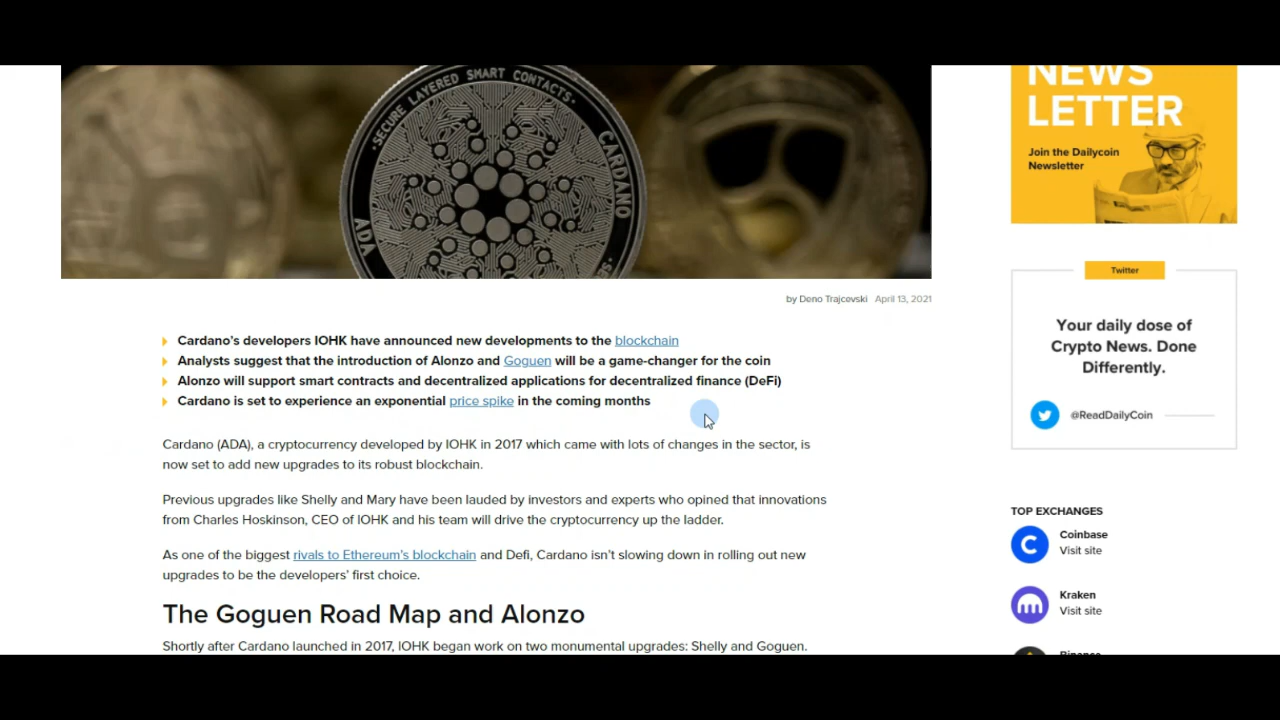 SECURE LAYERED SMART CONTACTS
CARDANO
ADA
NEWS
LETTER
Join the Dailycoin
Newsletter
by Deno Trajcevski April 13, 2021
Twitter
Your daily dose of
Crypto News. Done
Differently.
@ReadDailyCoin
Cardano's developers IOHK have announced new developments to the blockchain
Analysts suggest that the introduction of Alonzo and Goguen will be a game-changer for the coin
Alonzo will support smart contracts and decentralized applications for decentralized finance (DeFi)
Cardano is set to experience an exponential price spike in the coming months
Cardano (ADA), a cryptocurrency developed by IOHK in 2017 which came with lots of changes in the sector, is
now set to add new upgrades to its robust blockchain.
Previous upgrades like Shelly and Mary have been lauded by investors and experts who opined that innovations
from Charles Hoskinson, CEO of IOHK and his team will drive the cryptocurrency up the ladder.
As one of the biggest rivals to Ethereum's blockchain and Defi, Cardano isn't slowing down in rolling out new
upgrades to be the developers' first choice.
The Goguen Road Map and Alonzo
Shortly after Cardano launched in 2017, IOHK began work on two monumental upgrades: Shelly and Goguen.
TOP EXCHANGES
Coinbase
Visit site
Kraken
Visit site
Binance